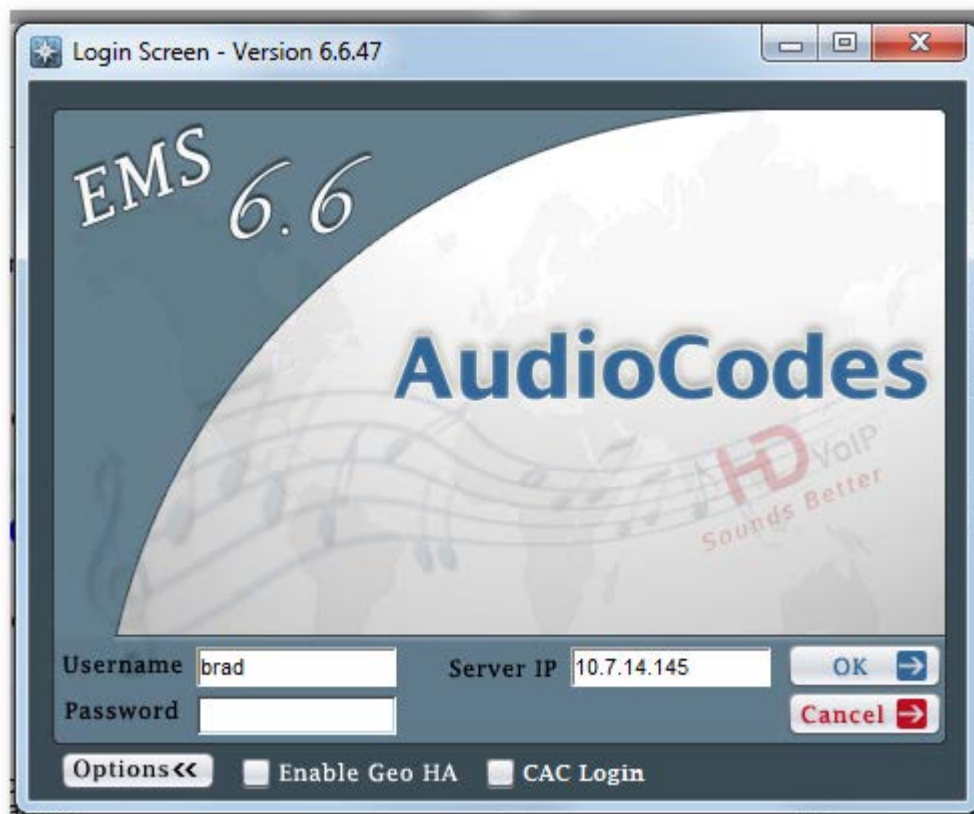 Login Screen - Version 6.6.47
EMS
6.6
AudioCodes
HD VoIP
Sounds Better
Username brad Server IP 10.7.14.145 OK
Password Cancel
Options<< Enable Geo HA CAC Login